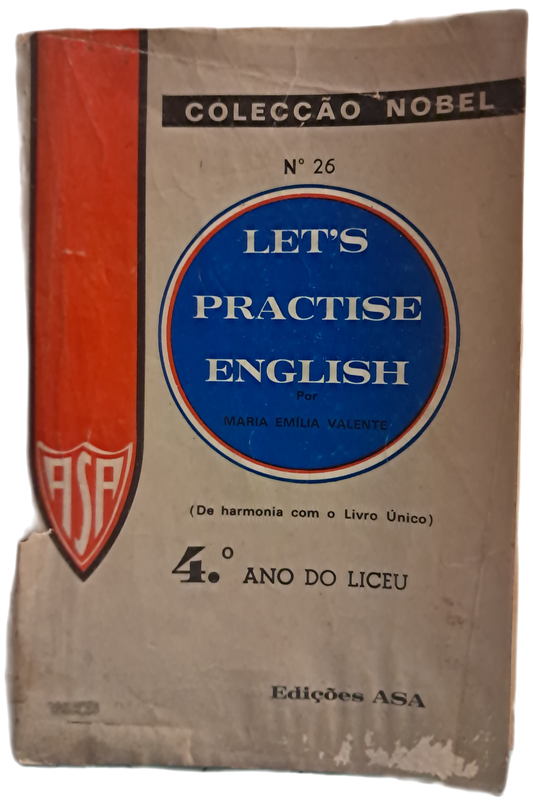 COLECÇÃO NOBEL
Nº 26
LET'S
PRACTISE
ENGLISH
Por
MARIA EMÍLIA VALENTE
ASA
(De harmonia com o Livro Único)
4.º ANO DO LICEU
Edições ASA